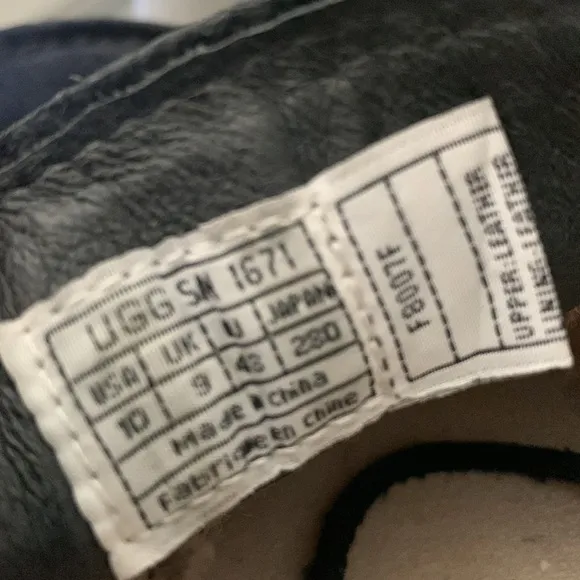 UGG SN 1671
USA UK U JAPAN
10 9 43 280
Made in china
Fabriqué en chine
F8007F
UPPER:LEATHER
LINING:LEATHER